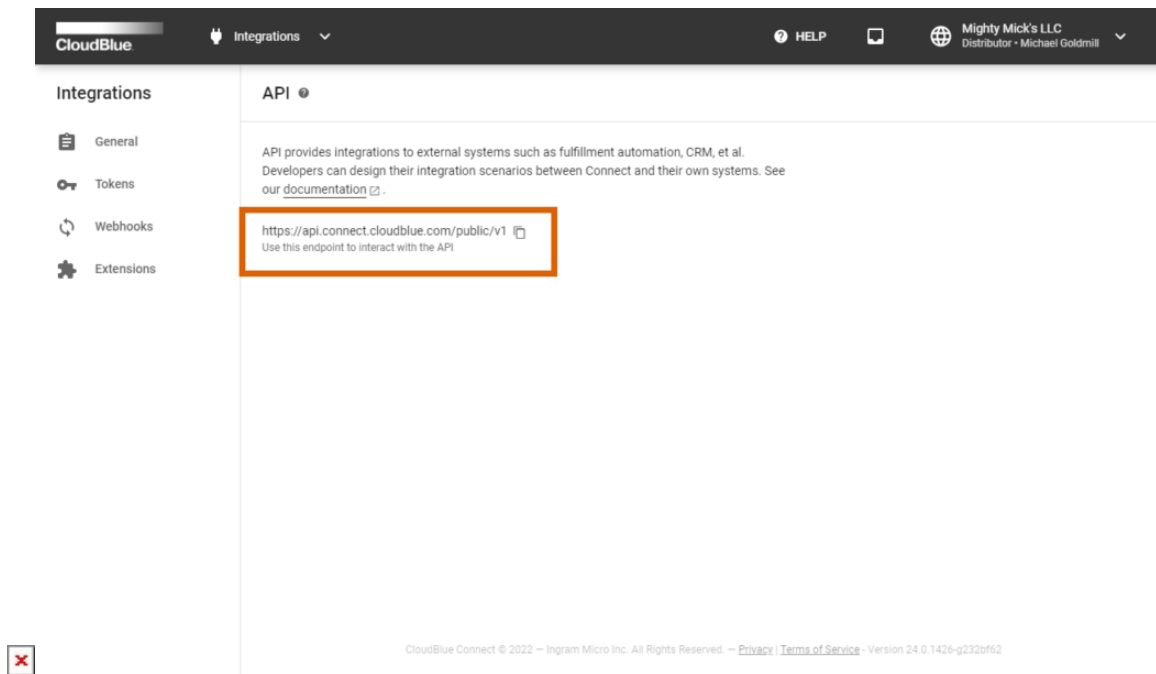 CloudBlue
Integrations
HELP
Mighty Mick's LLC
Distributor • Michael Goldmill
Integrations
General
Tokens
Webhooks
Extensions
API
API provides integrations to external systems such as fulfillment automation, CRM, et al.
Developers can design their integration scenarios between Connect and their own systems. See
our documentation .
https://api.connect.cloudblue.com/public/v1
Use this endpoint to interact with the API
CloudBlue Connect © 2022 — Ingram Micro Inc. All Rights Reserved. — Privacy | Terms of Service - Version 24.0.1426-g232bf62